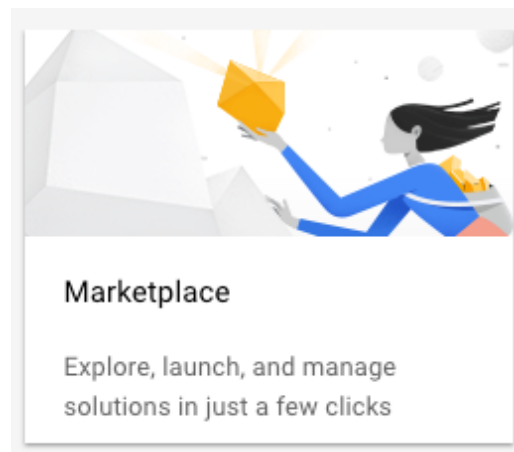 Marketplace
Explore, launch, and manage
solutions in just a few clicks